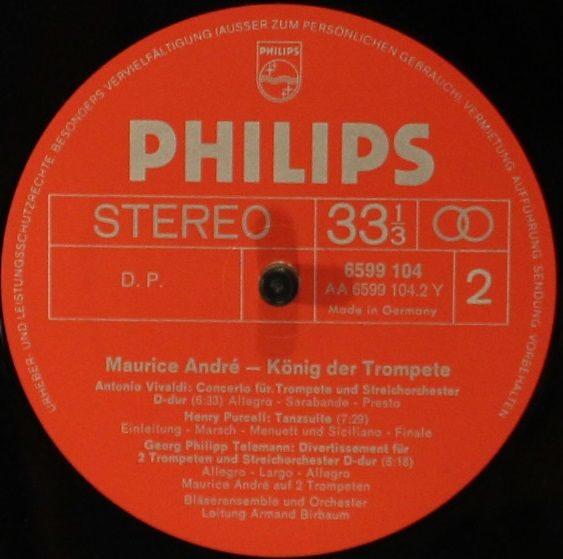 URHEBER- UND LEISTUNGSSCHUTZRECHTE, BESONDERS VERVIELFÄLTIGUNG (AUSSER ZUM PERSÖNLICHEN GEBRAUCH), VERMIETUNG, AUFFÜHRUNG, SENDUNG, VORBEHALTEN
PHILIPS
PHILIPS
STEREO
33⅓
D. P.
6599 104
AA 6599 104.2 Y
Made in Germany
2
Maurice André – König der Trompete
Antonio Vivaldi: Concerto für Trompete und Streichorchester
D-dur (6:33) Allegro - Sarabande - Presto
Henry Purcell: Tanzsuite (7:29)
Einleitung - Marsch - Menuett und Siciliano - Finale
Georg Philipp Telemann: Divertissement für
2 Trompeten und Streichorchester D-dur (6:18)
Allegro - Largo - Allegro
Maurice André auf 2 Trompeten
Bläserensemble und Orchester
Leitung Armand Birbaum